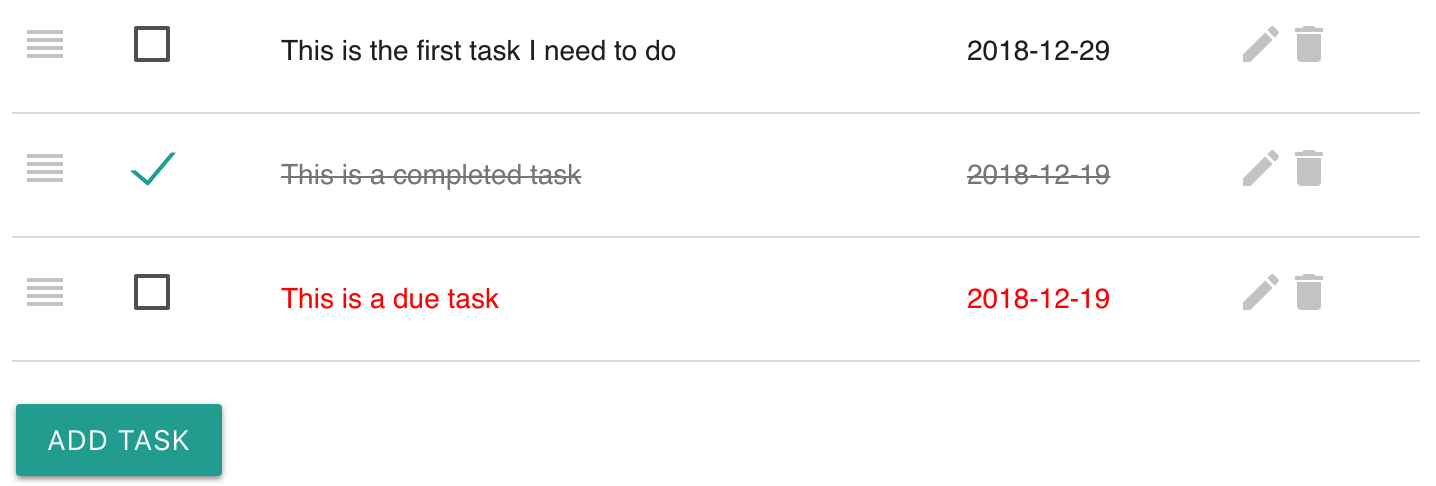 This is the first task I need to do 2018-12-29
This is a completed task 2018-12-19
This is a due task 2018-12-19
ADD TASK